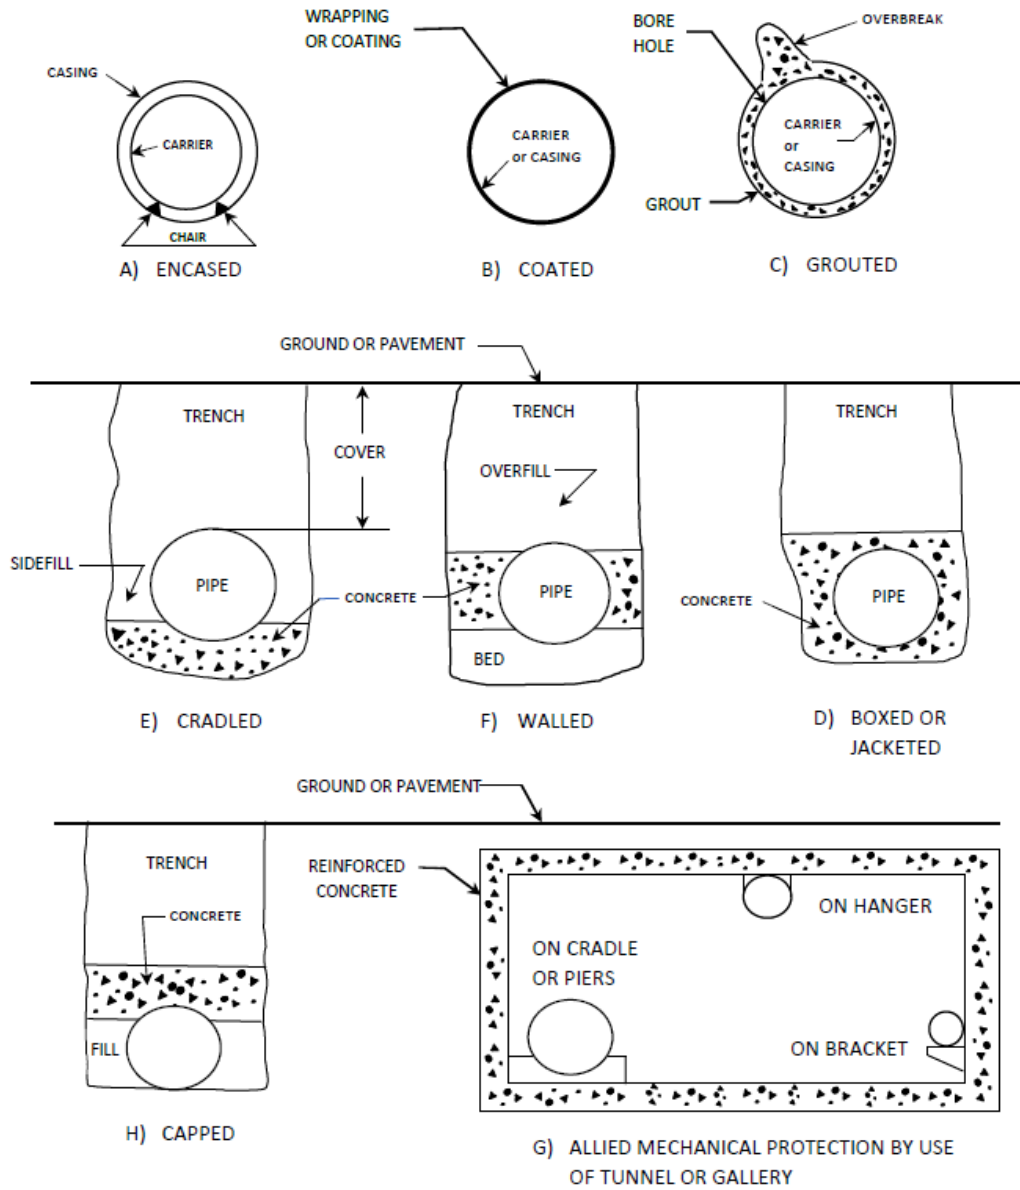 WRAPPING
OR COATING
BORE
HOLE
OVERBREAK
CASING
CARRIER
CHAIR
A) ENCASED
CARRIER
or CASING
B) COATED
CARRIER
or
CASING
GROUT
C) GROUTED
GROUND OR PAVEMENT
TRENCH
COVER
SIDEFILL
PIPE
CONCRETE
E) CRADLED
TRENCH
OVERFILL
PIPE
BED
F) WALLED
TRENCH
CONCRETE
PIPE
D) BOXED OR
JACKETED
GROUND OR PAVEMENT
TRENCH
CONCRETE
FILL
H) CAPPED
REINFORCED
CONCRETE
ON HANGER
ON CRADLE
OR PIERS
ON BRACKET
G) ALLIED MECHANICAL PROTECTION BY USE
OF TUNNEL OR GALLERY